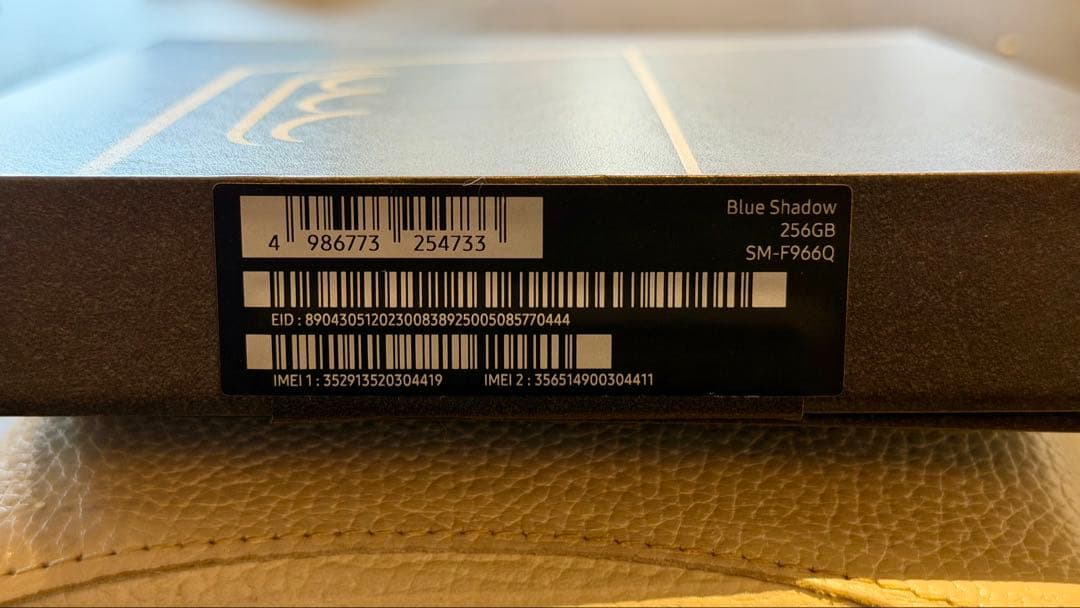 Blue Shadow
256GB
SM-F966Q
4 986773 254733
EID : 89043051202300838925005085770444
IMEI 1 : 352913520304419 IMEI 2 : 356514900304411